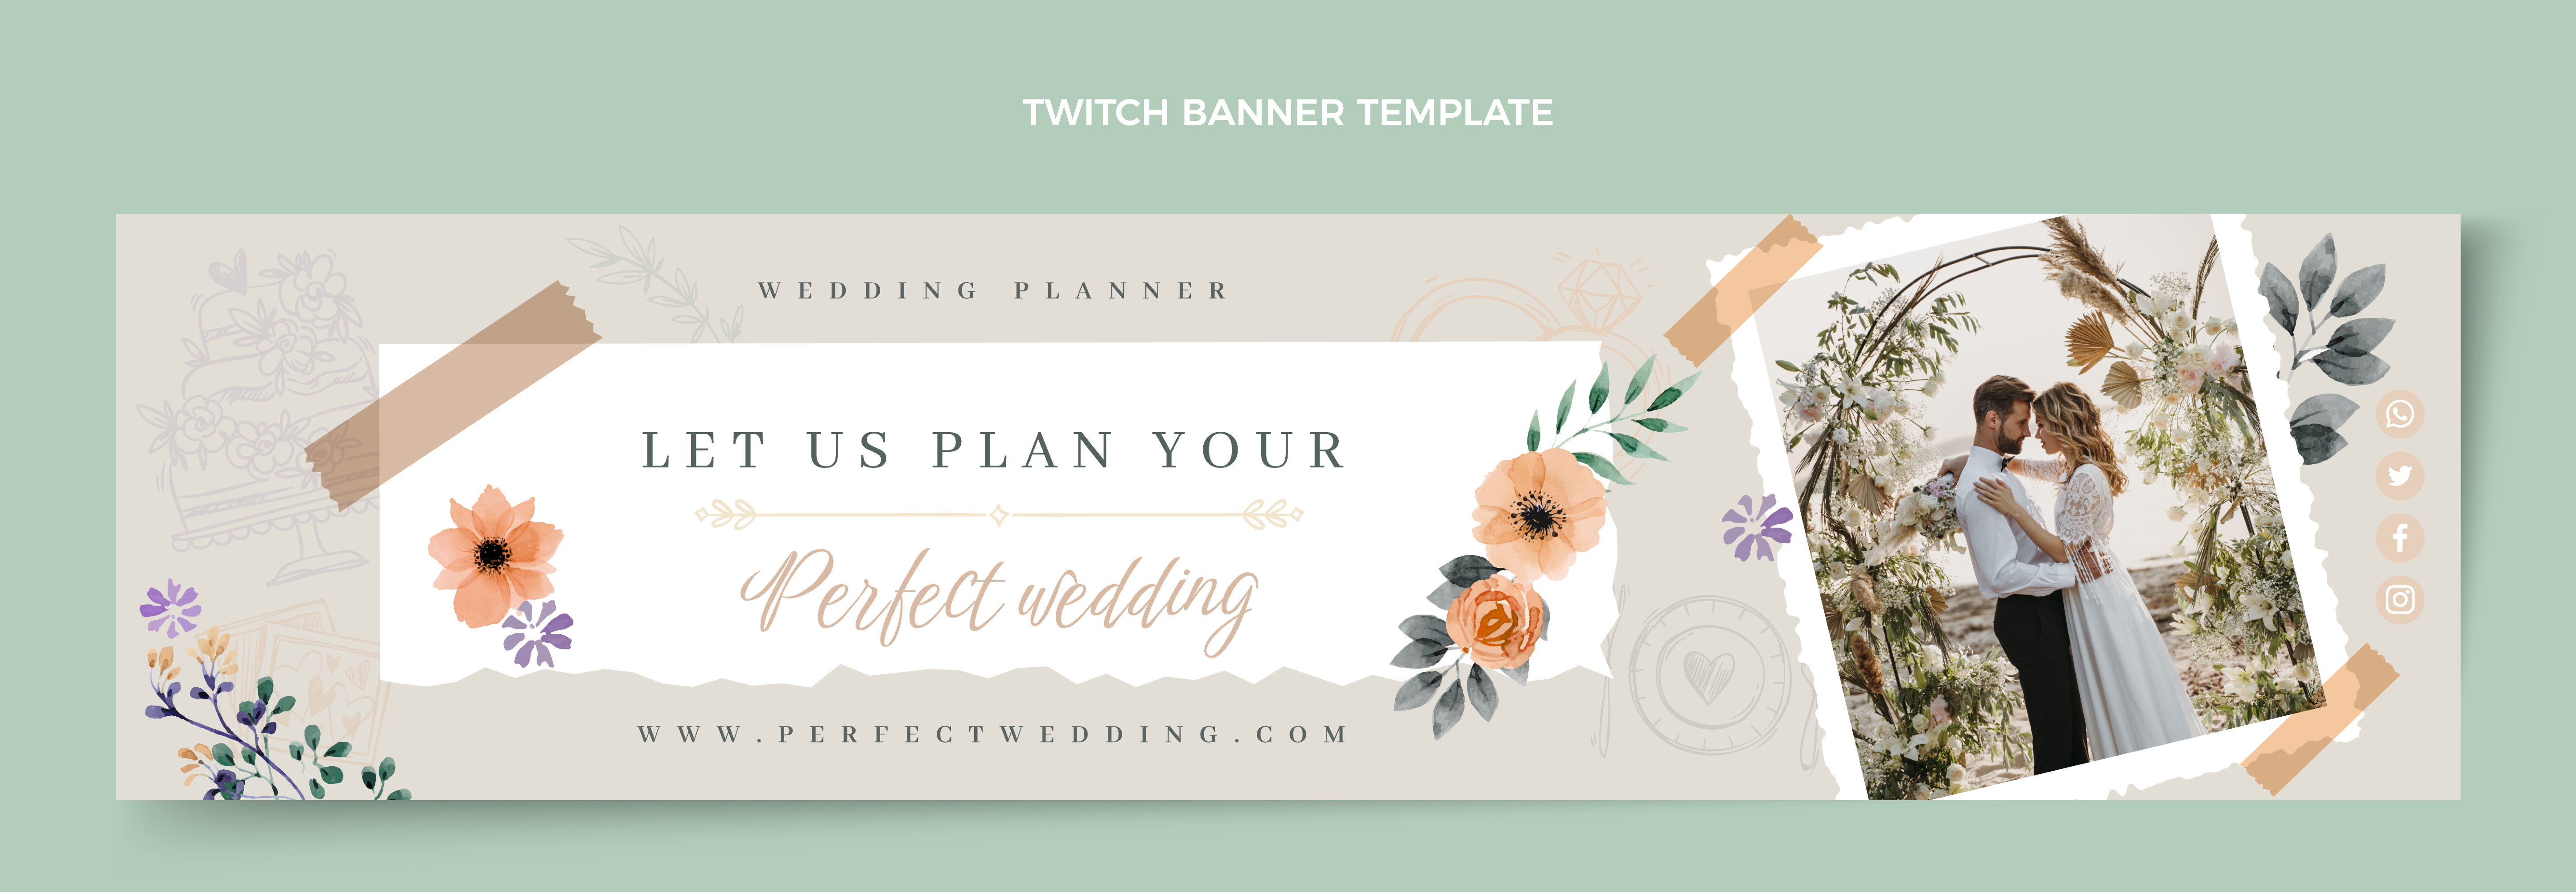 TWITCH BANNER TEMPLATE
WEDDING PLANNER
LET US PLAN YOUR
Perfect wedding
WWW.PERFECTWEDDING.COM